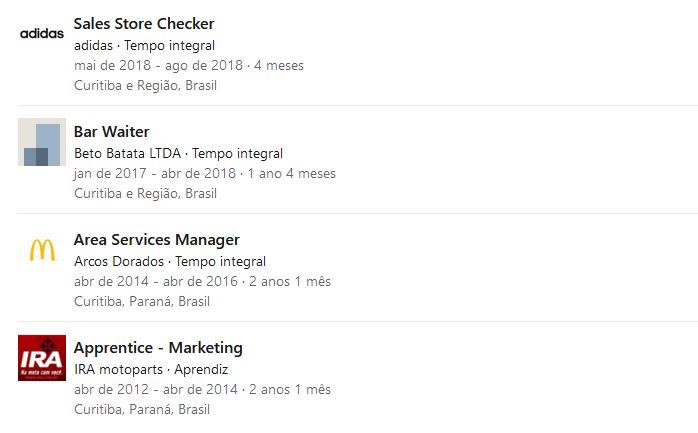 adidas
Sales Store Checker
adidas · Tempo integral
mai de 2018 - ago de 2018 · 4 meses
Curitiba e Região, Brasil
Bar Waiter
Beto Batata LTDA · Tempo integral
jan de 2017 - abr de 2018 · 1 ano 4 meses
Curitiba e Região, Brasil
Area Services Manager
Arcos Dorados · Tempo integral
abr de 2014 - abr de 2016 · 2 anos 1 mês
Curitiba, Paraná, Brasil
IRA
Na moto com você
Apprentice - Marketing
IRA motoparts · Aprendiz
abr de 2012 - abr de 2014 · 2 anos 1 mês
Curitiba, Paraná, Brasil